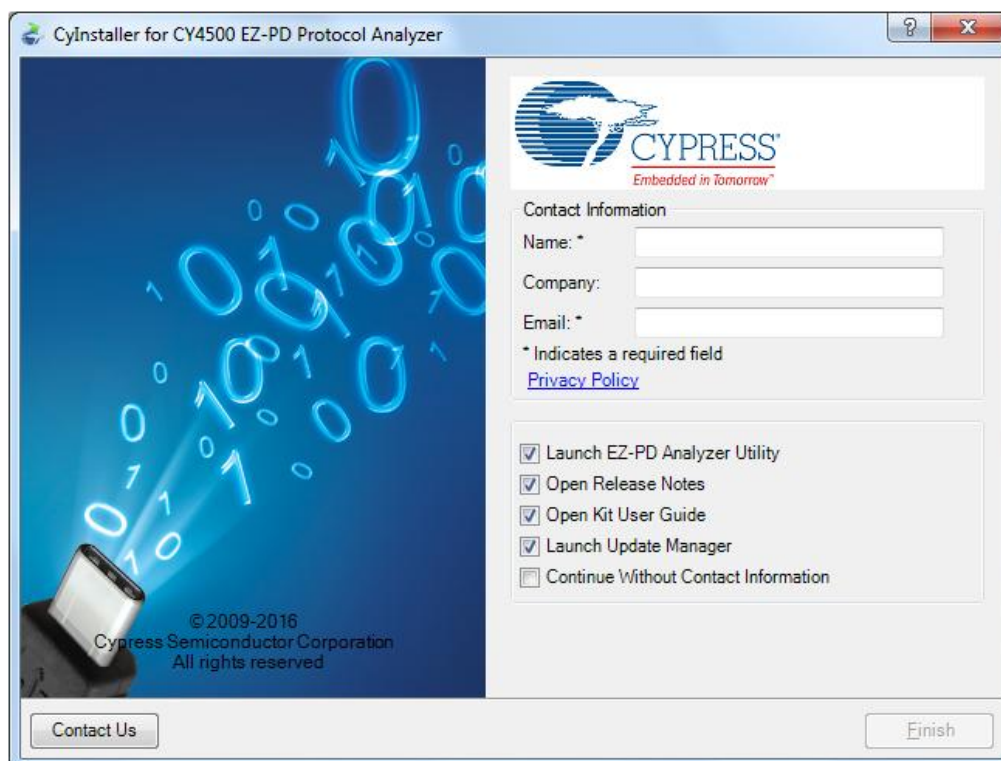 CyInstaller for CY4500 EZ-PD Protocol Analyzer
CYPRESS
Embedded in Tomorrow™
Contact Information
Name: *
Company:
Email: *
* Indicates a required field
Privacy Policy
Launch EZ-PD Analyzer Utility
Open Release Notes
Open Kit User Guide
Launch Update Manager
Continue Without Contact Information
© 2009-2016
Cypress Semiconductor Corporation
All rights reserved
Contact Us
Finish